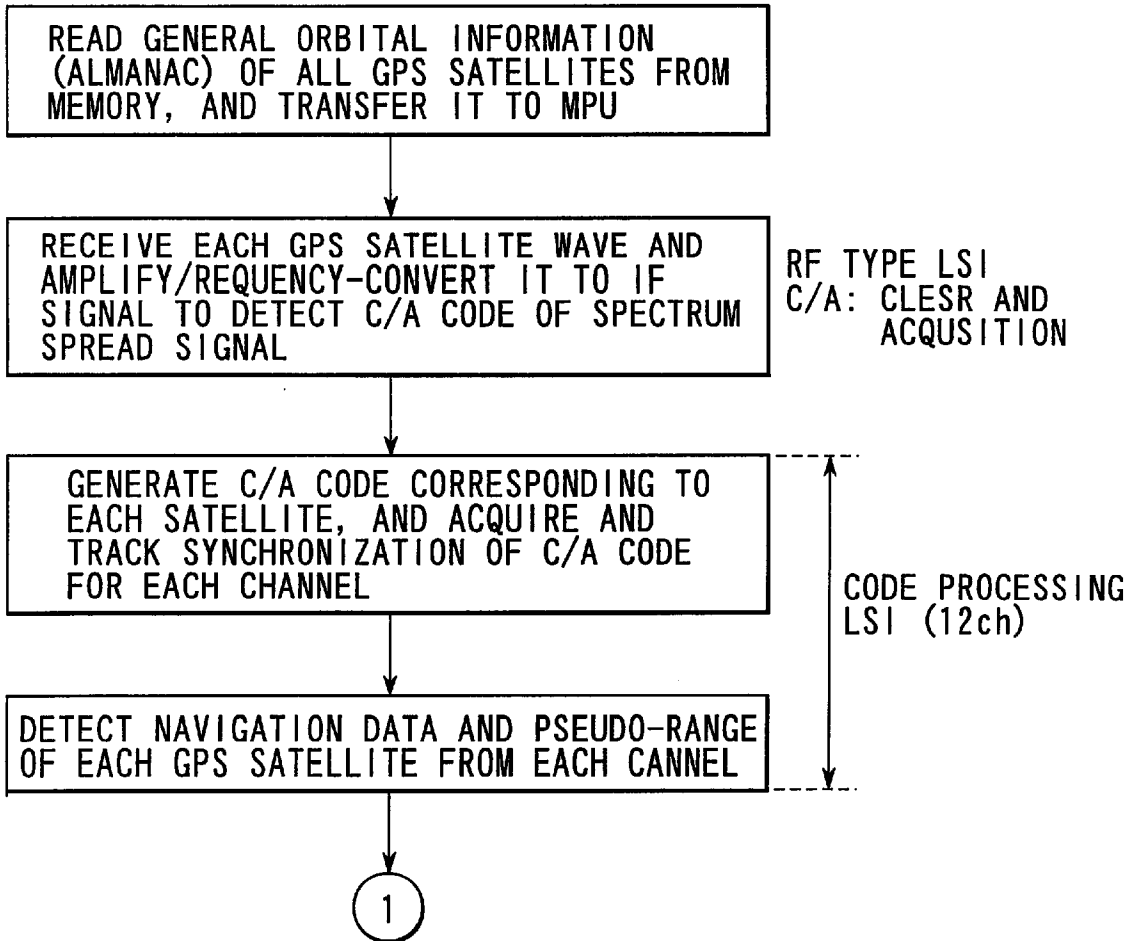 READ GENERAL ORBITAL INFORMATION
(ALMANAC) OF ALL GPS SATELLITES FROM
MEMORY, AND TRANSFER IT TO MPU
RECEIVE EACH GPS SATELLITE WAVE AND
AMPLIFY/REQUENCY-CONVERT IT TO IF
SIGNAL TO DETECT C/A CODE OF SPECTRUM
SPREAD SIGNAL
RF TYPE LSI
C/A: CLESR AND
ACQUSITION
GENERATE C/A CODE CORRESPONDING TO
EACH SATELLITE, AND ACQUIRE AND
TRACK SYNCHRONIZATION OF C/A CODE
FOR EACH CHANNEL
CODE PROCESSING
LSI (12ch)
DETECT NAVIGATION DATA AND PSEUDO-RANGE
OF EACH GPS SATELLITE FROM EACH CANNEL
1